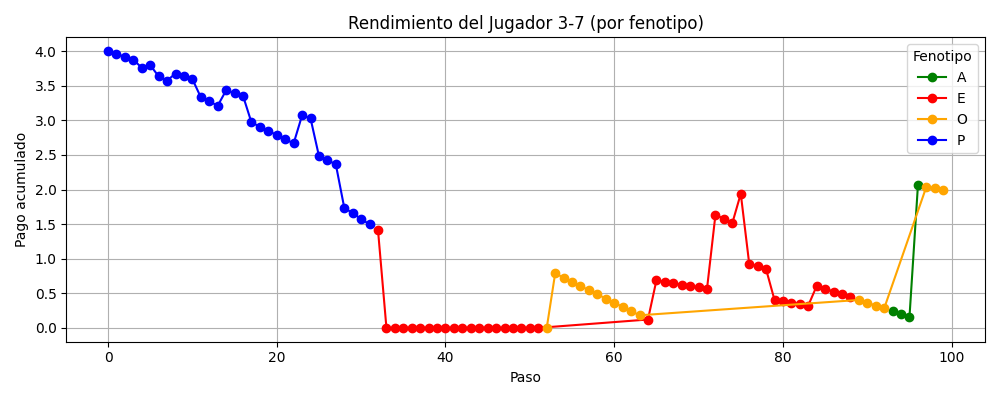 Rendimiento del Jugador 3-7 (por fenotipo)
Pago acumulado
4.0
3.5
3.0
2.5
2.0
1.5
1.0
0.5
0.0
Fenotipo
A
E
O
P
0 20 40 60 80 100
Paso